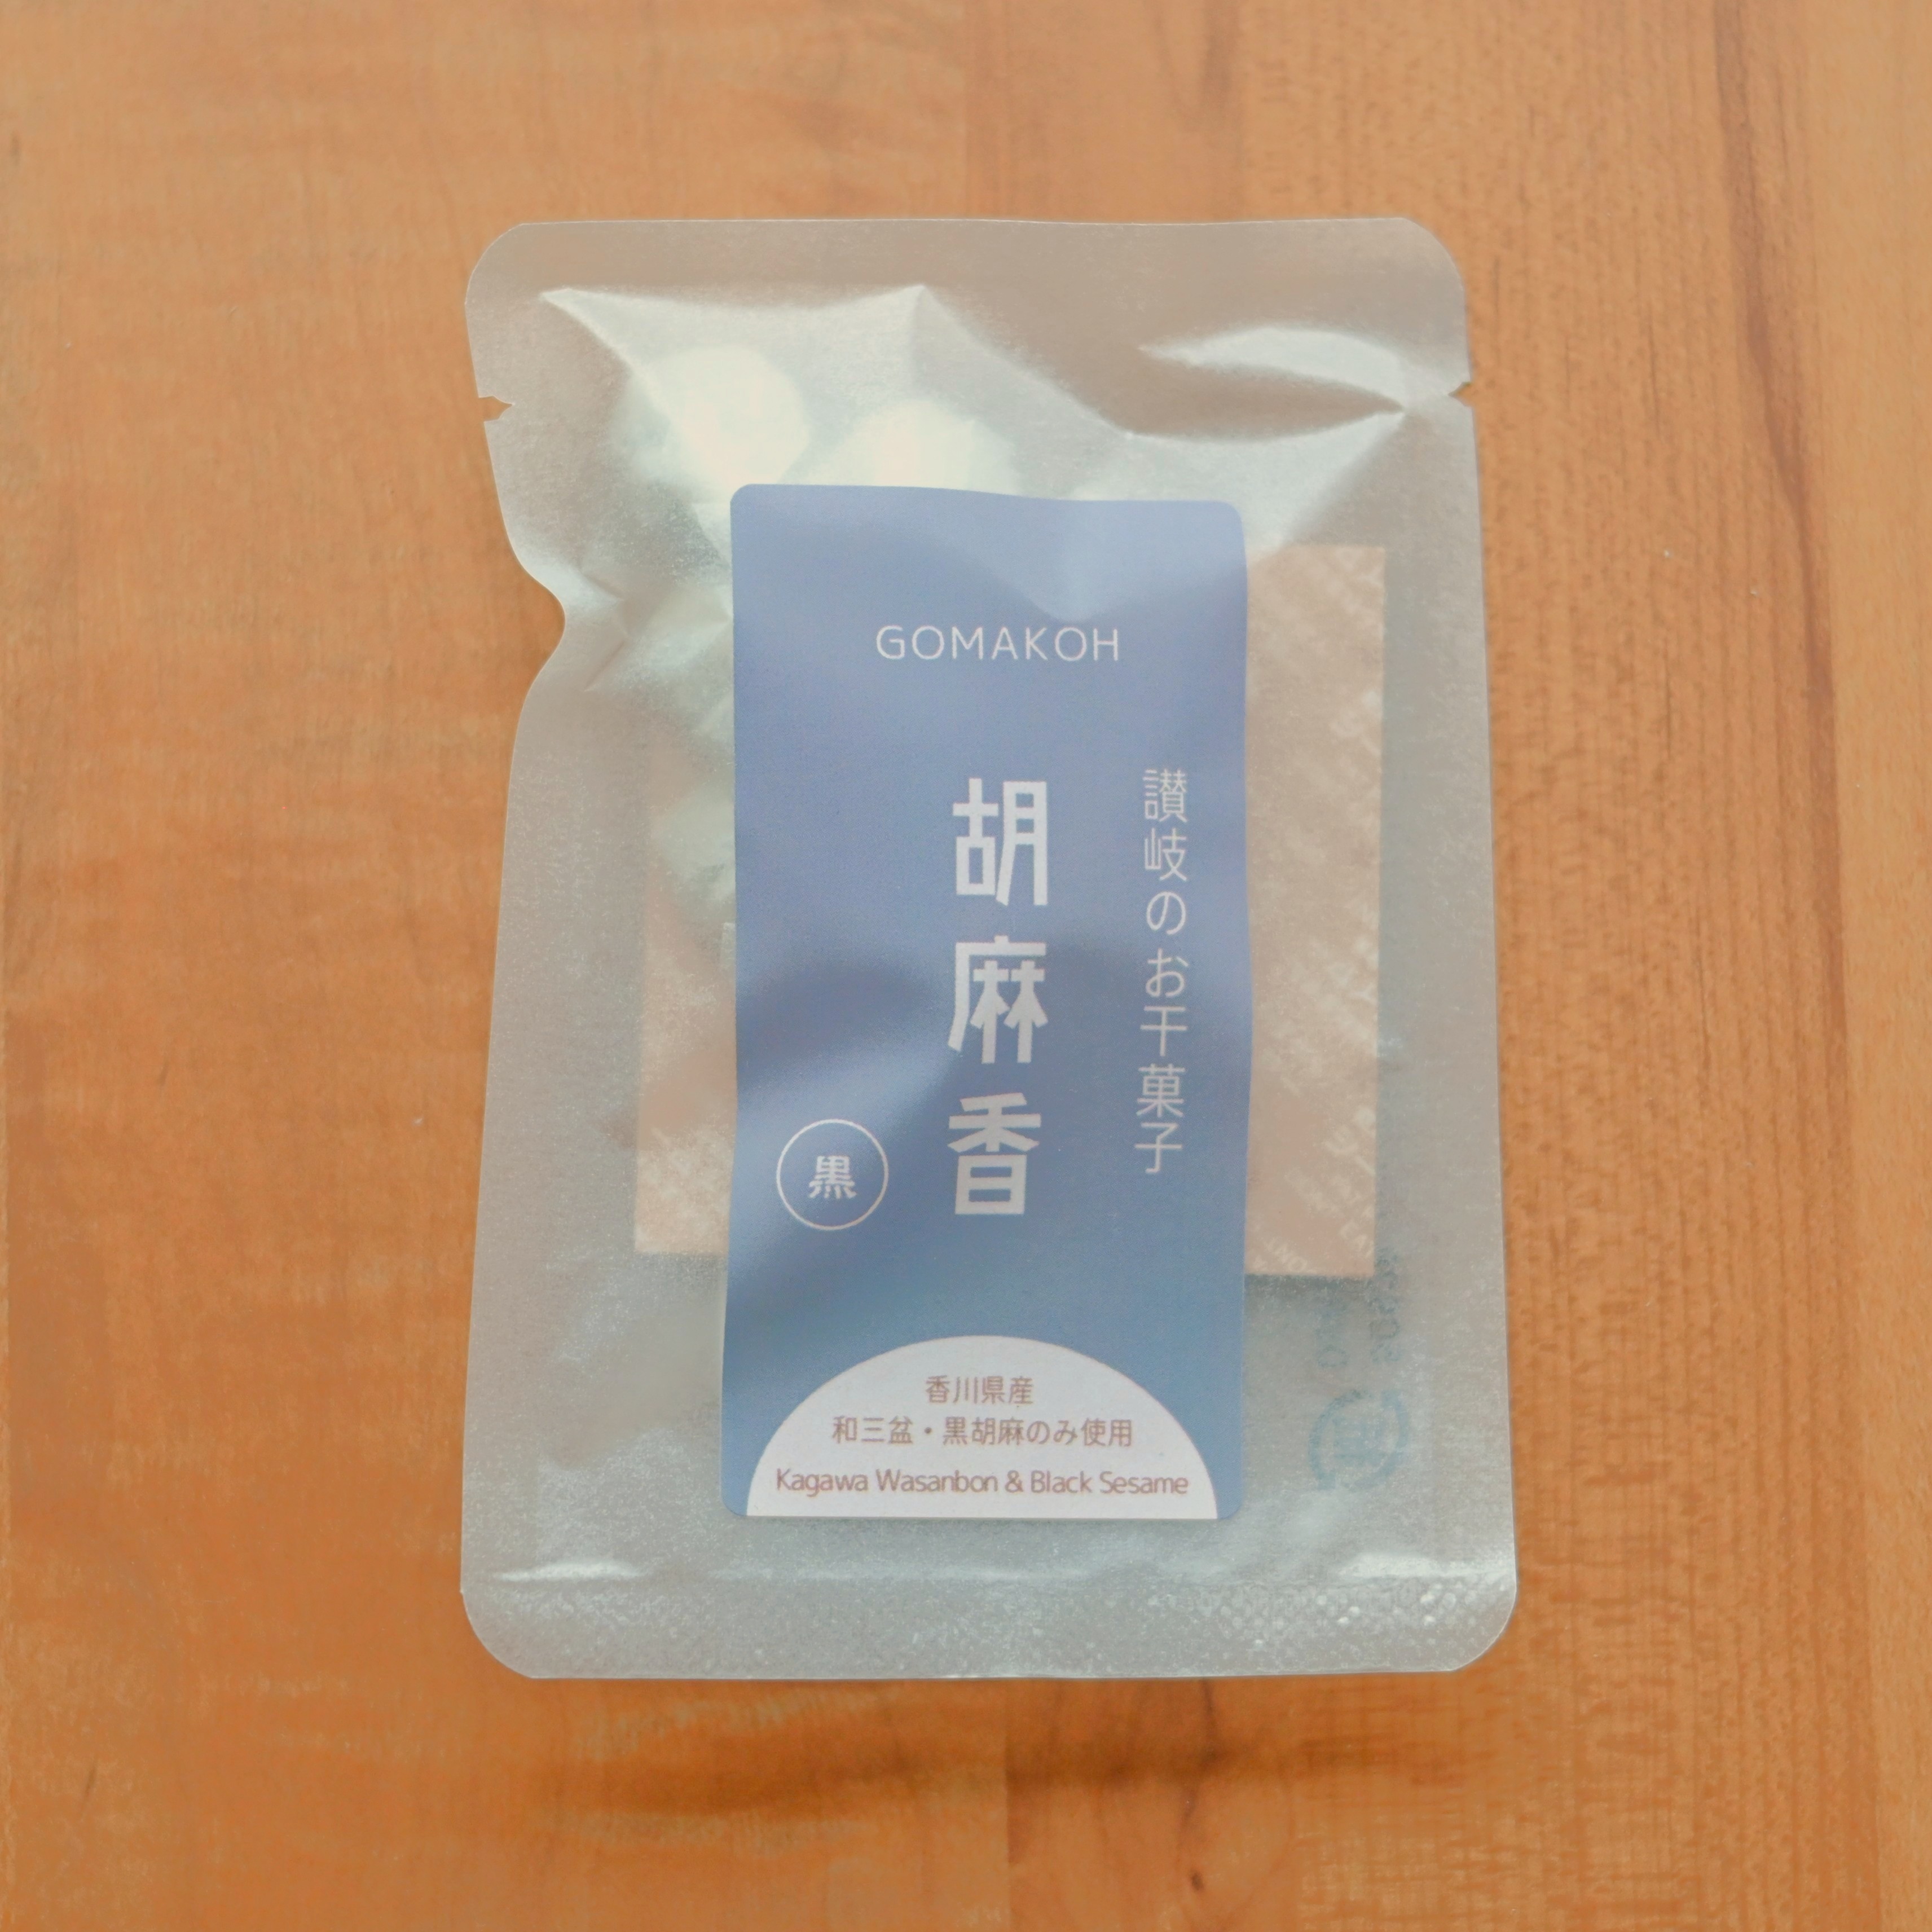 GOMAKOH
讃岐のお干菓子
胡麻香
黒
香川県産
和三盆・黒胡麻のみ使用
Kagawa Wasanbon & Black Sesame